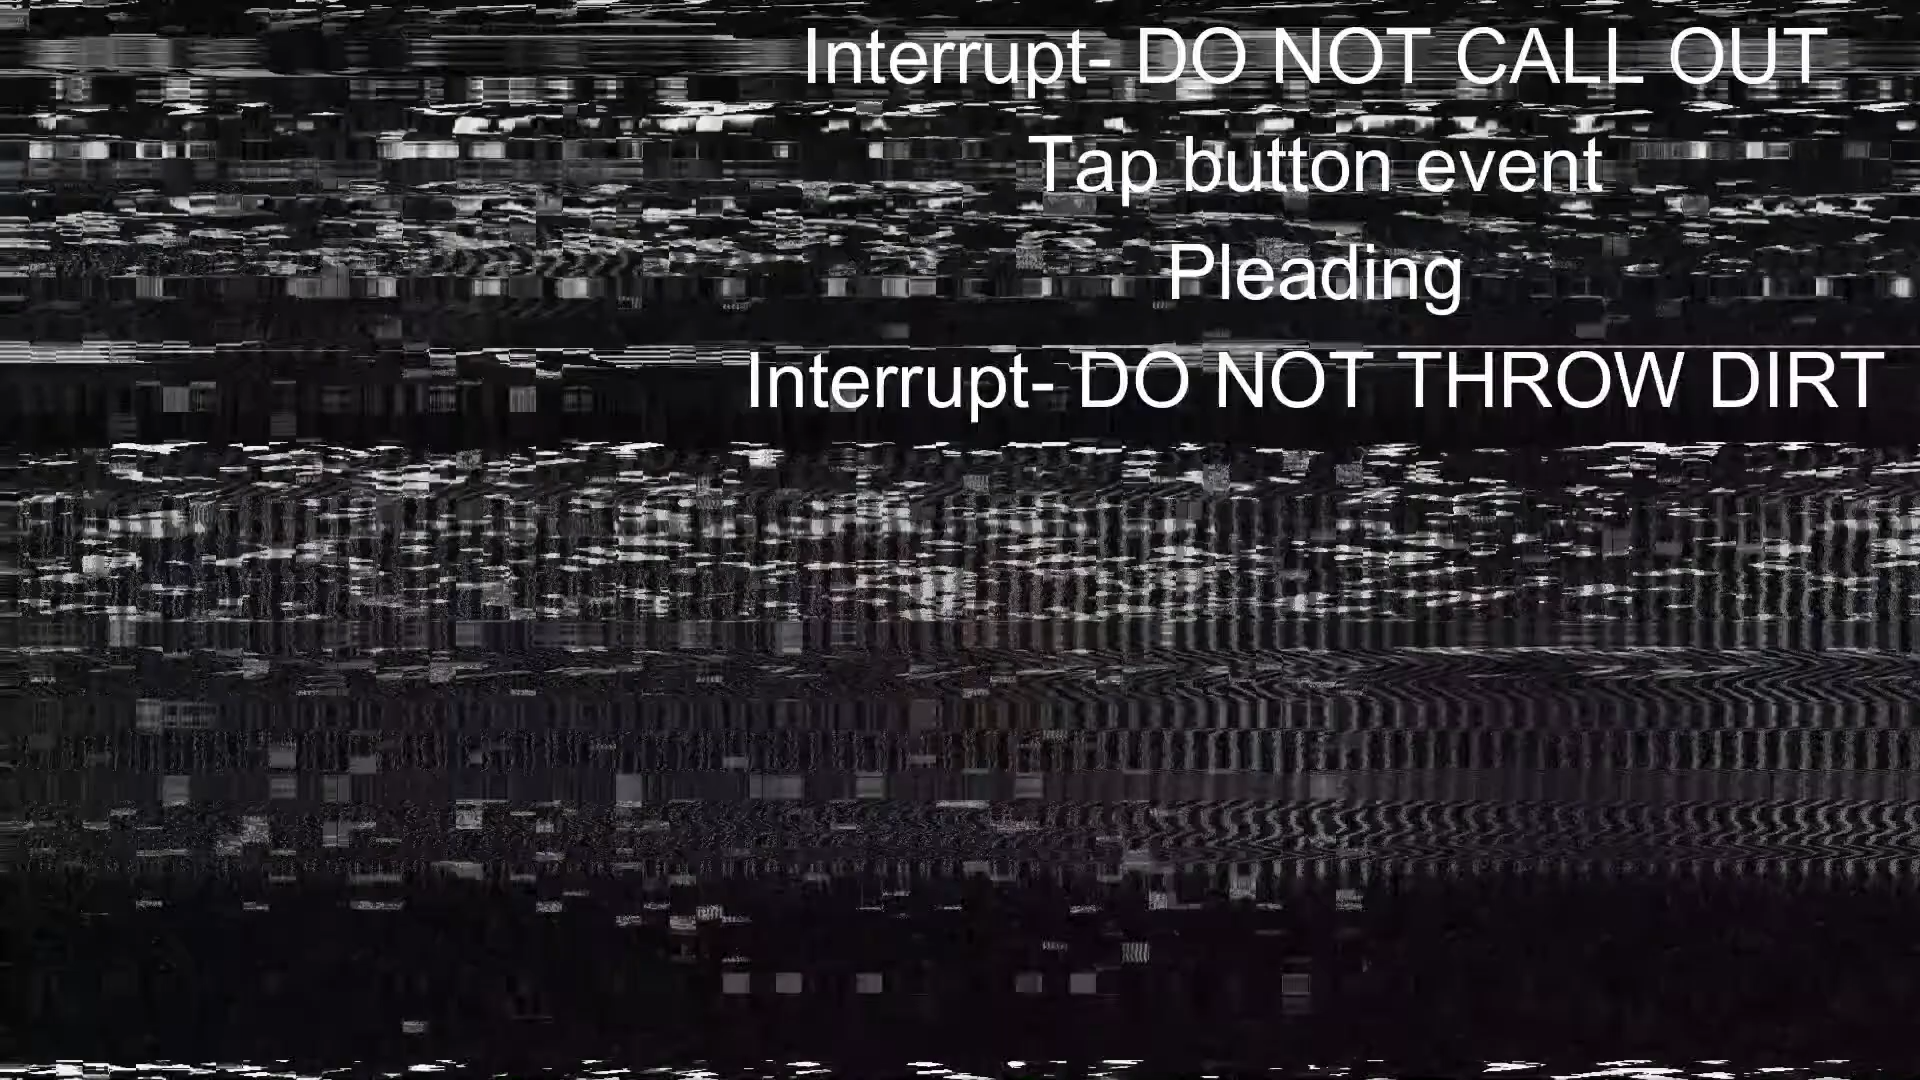 Interrupt- DO NOT CALL OUT
Tap button event
Pleading
Interrupt- DO NOT THROW DIRT